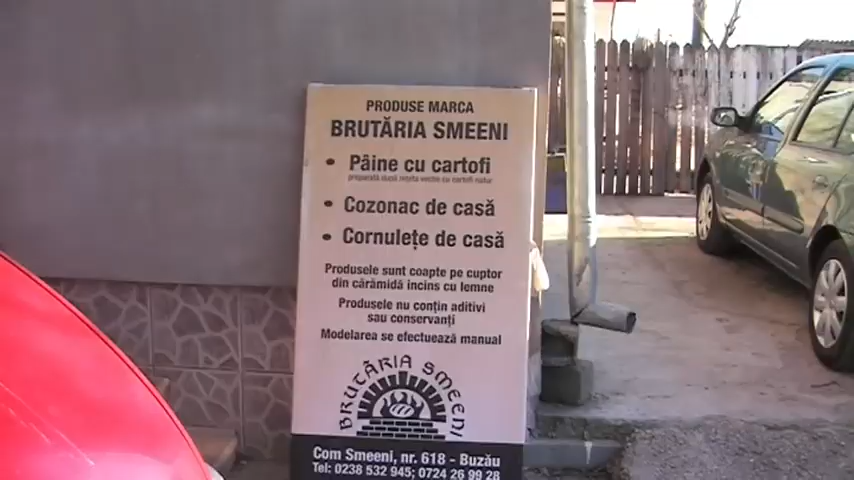 PRODUSE MARCA
BRUTĂRIA SMEENI
• Pâine cu cartofi
preparată după rețeta veche cu cartofi natur
• Cozonac de casă
• Cornulețe de casă
Produsele sunt coapte pe cuptor
din cărămidă incins cu lemne
Produsele nu conțin aditivi
sau conservanți
Modelarea se efectuează manual
BRUTĂRIA SMEENI
Com Smeeni, nr. 618 - Buzău
Tel: 0238 532 945; 0724 26 99 28